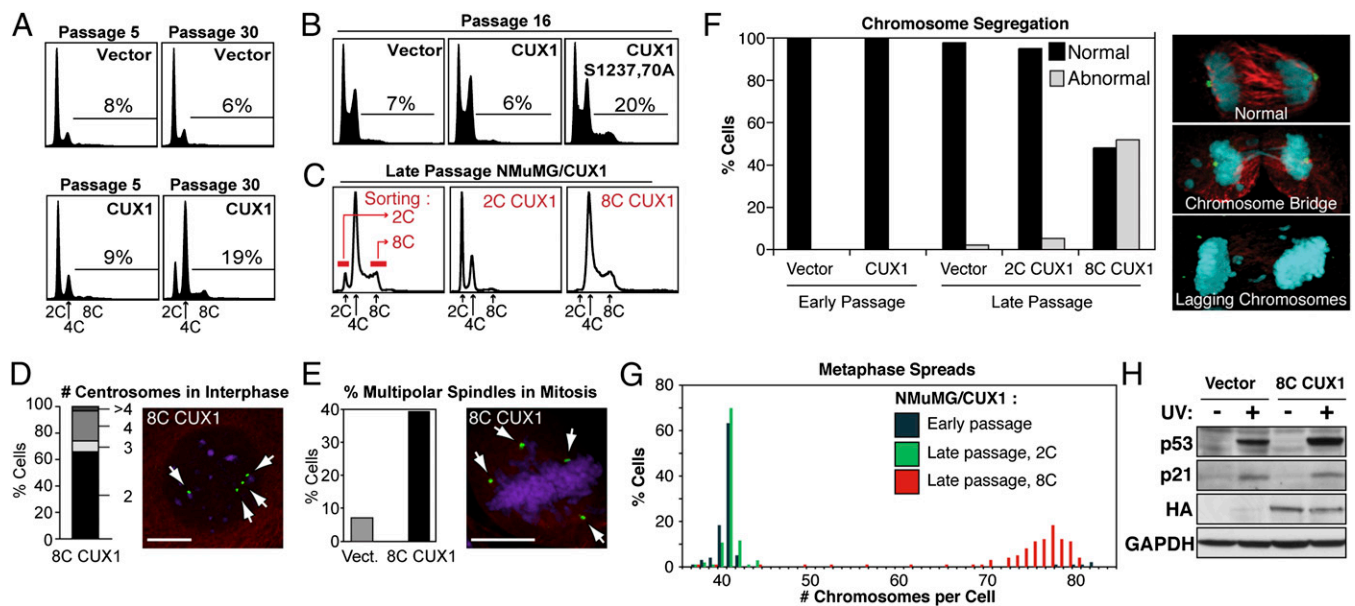 A
Passage 5
Passage 30
Vector
8%
Vector
6%
Passage 5
Passage 30
CUX1
9%
CUX1
19%
2C 8C
4C
B
Passage 16
Vector
7%
CUX1
6%
CUX1
S1237,70A
20%
C
Late Passage NMuMG/CUX1
Sorting :
2C
8C
2C CUX1
8C CUX1
2C 8C
4C
2C 8C
4C
2C 8C
4C
D
# Centrosomes in Interphase
% Cells
100
80
60
40
20
0
>4
4
3
2
8C CUX1
8C CUX1
E
% Multipolar Spindles in Mitosis
% Cells
40
30
20
10
0
Vect. 8C CUX1
8C CUX1
F
Chromosome Segregation
% Cells
100
80
60
40
20
0
Normal
Abnormal
Vector
CUX1
Vector
2C CUX1
8C CUX1
Early Passage
Late Passage
Normal
Chromosome Bridge
Lagging Chromosomes
G
Metaphase Spreads
% Cells
80
60
40
20
0
NMuMG/CUX1 :
Early passage
Late passage, 2C
Late passage, 8C
40 50 60 70 80
# Chromosomes per Cell
H
Vector 8C CUX1
UV: - + - +
p53
p21
HA
GAPDH